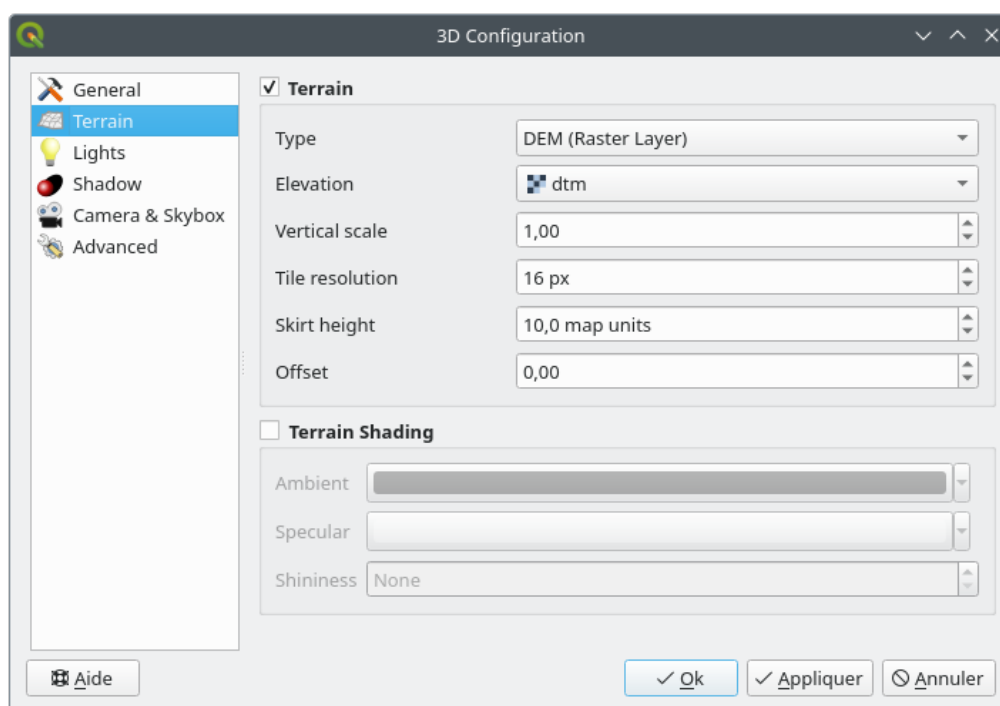 3D Configuration
General
Terrain
Lights
Shadow
Camera & Skybox
Advanced
Terrain
Type DEM (Raster Layer)
Elevation dtm
Vertical scale 1,00
Tile resolution 16 px
Skirt height 10,0 map units
Offset 0,00
Terrain Shading
Ambient
Specular
Shininess None
Aide Ok Appliquer Annuler